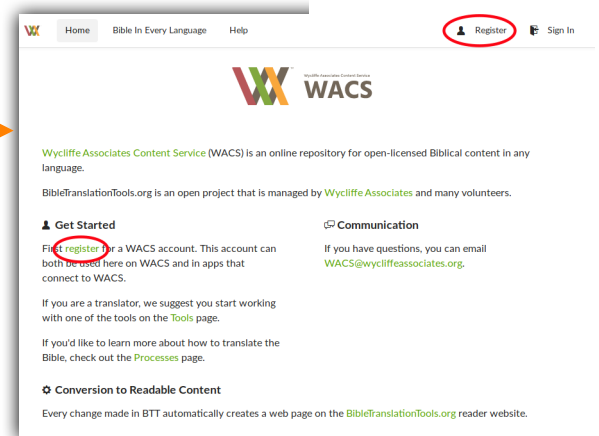 Home Bible In Every Language Help Register Sign In
Wycliffe Associates Content Service
WACS
Wycliffe Associates Content Service (WACS) is an online repository for open-licensed Biblical content in any
language.
BibleTranslationTools.org is an open project that is managed by Wycliffe Associates and many volunteers.
Get Started
First register for a WACS account. This account can
both be used here on WACS and in apps that
connect to WACS.
If you are a translator, we suggest you start working
with one of the tools on the Tools page.
If you'd like to learn more about how to translate the
Bible, check out the Processes page.
Communication
If you have questions, you can email
WACS@wycliffeassociates.org.
Conversion to Readable Content
Every change made in BTT automatically creates a web page on the BibleTranslationTools.org reader website.